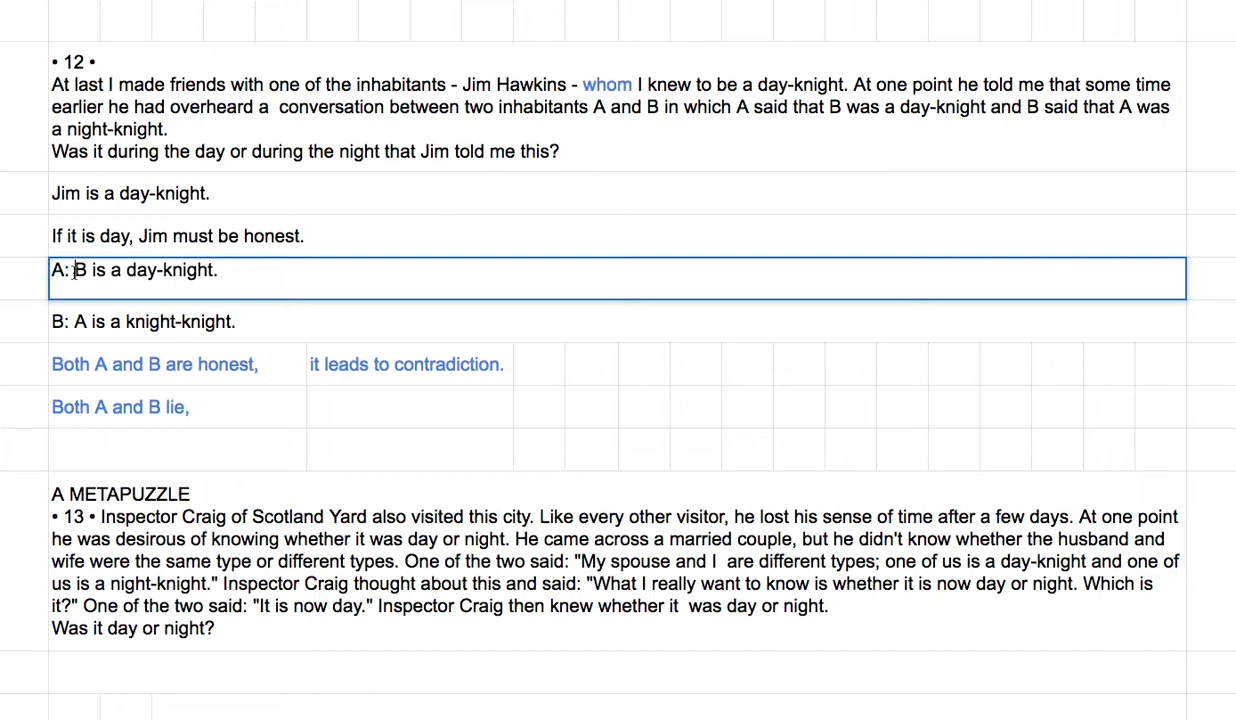 • 12 •
At last I made friends with one of the inhabitants - Jim Hawkins - whom I knew to be a day-knight. At one point he told me that some time
earlier he had overheard a  conversation between two inhabitants A and B in which A said that B was a day-knight and B said that A was
a night-knight.
Was it during the day or during the night that Jim told me this?
Jim is a day-knight.
If it is day, Jim must be honest.
A: B is a day-knight.
B: A is a knight-knight.
Both A and B are honest, it leads to contradiction.
Both A and B lie,
A METAPUZZLE
• 13 • Inspector Craig of Scotland Yard also visited this city. Like every other visitor, he lost his sense of time after a few days. At one point
he was desirous of knowing whether it was day or night. He came across a married couple, but he didn't know whether the husband and
wife were the same type or different types. One of the two said: "My spouse and I  are different types; one of us is a day-knight and one of
us is a night-knight." Inspector Craig thought about this and said: "What I really want to know is whether it is now day or night. Which is
it?" One of the two said: "It is now day." Inspector Craig then knew whether it  was day or night.
Was it day or night?